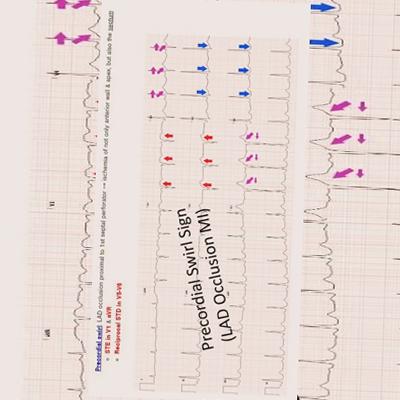 Precordial swirl: LAD occlusion proximal to 1st septal perforator → ischemia of not only anterior wall & apex, but also the septum
STE in V1 & aVR
Reciprocal STD in V5-V6
Precordial Swirl Sign
(LAD Occlusion MI)